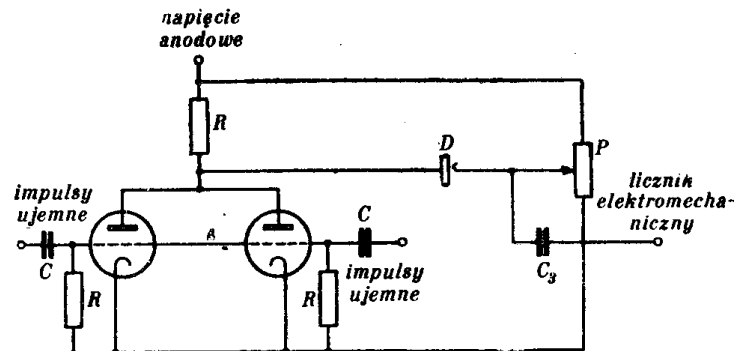 napięcie
anodowe
R
D
P
impulsy
ujemne
licznik
elektromecha-
niczny
C
C
R
R
impulsy
ujemne
C₃